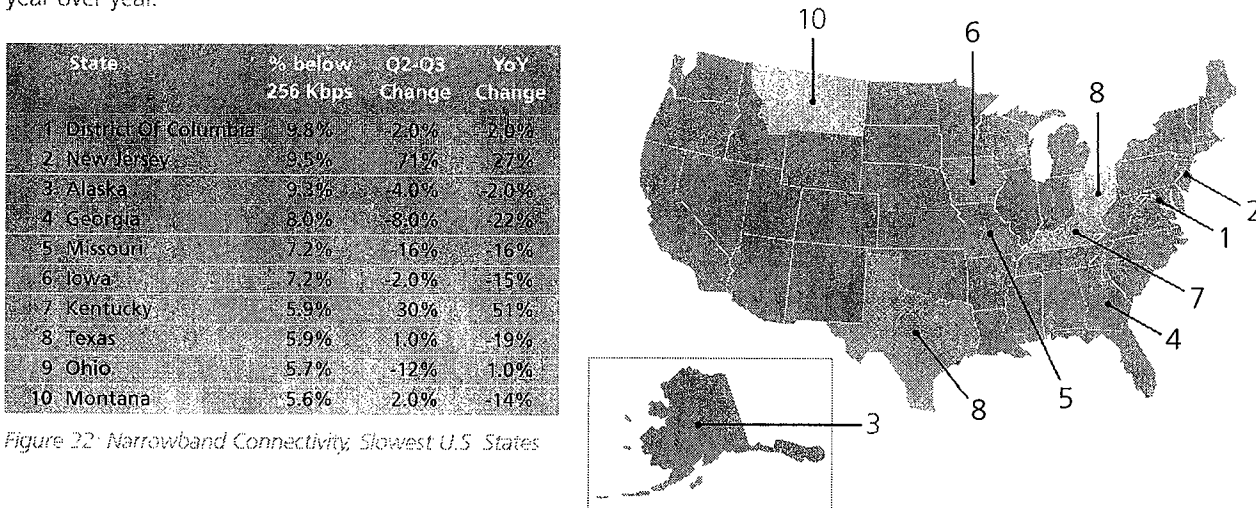 year over year.
State % below 256 Kbps Q2-Q3 Change YoY Change
1 District Of Columbia 9.8% -2.0% 2.0%
2 New Jersey 9.5% 71% 27%
3 Alaska 9.3% -4.0% -2.0%
4 Georgia 8.0% -8.0% -22%
5 Missouri 7.2% 16% -16%
6 Iowa 7.2% -2.0% -15%
7 Kentucky 5.9% 30% 51%
8 Texas 5.9% 1.0% -19%
9 Ohio 5.7% -12% 1.0%
10 Montana 5.6% 2.0% -14%
Figure 22: Narrowband Connectivity, Slowest U.S. States
10
6
8
2
1
7
4
5
8
3